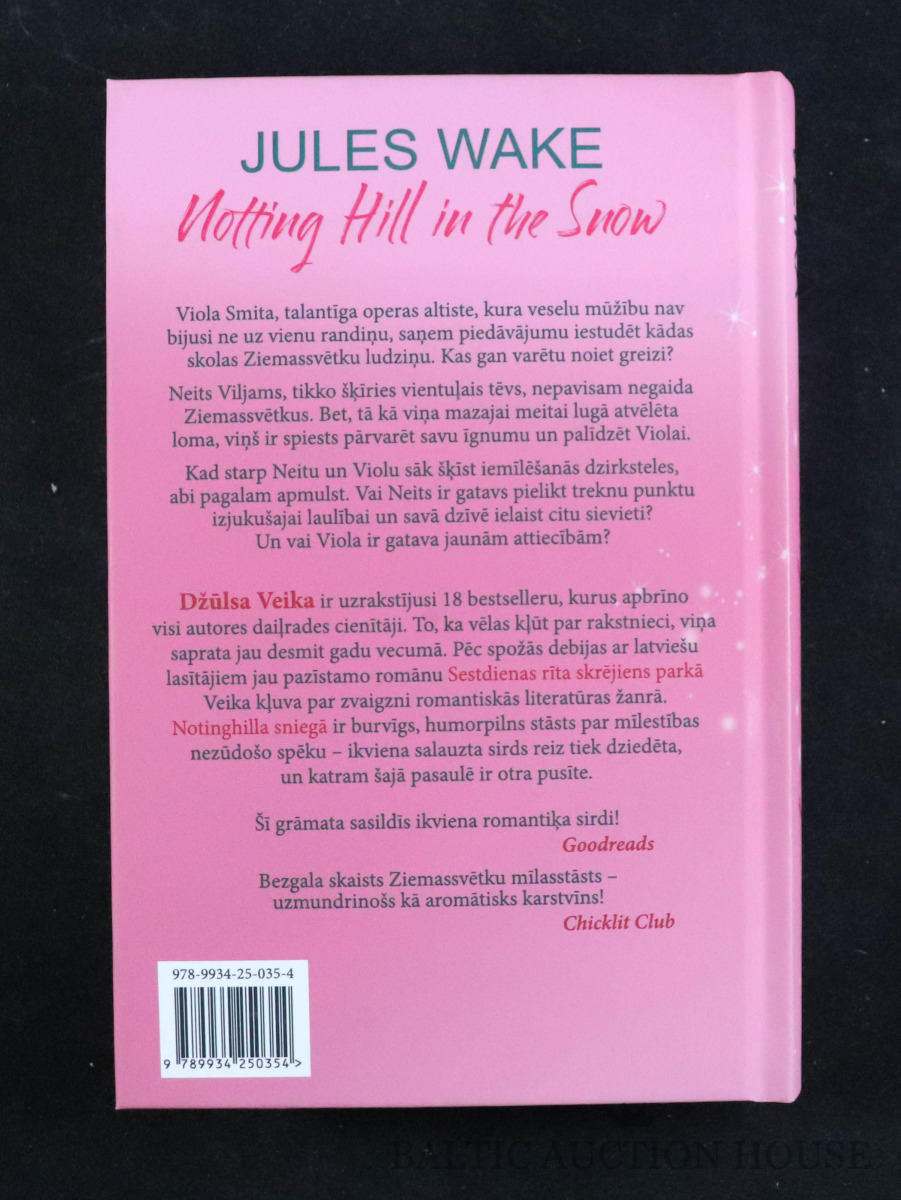 JULES WAKE
Notting Hill in the Snow
Viola Smita, talantīga operas altiste, kura veselu mūžību nav
bijusi ne uz vienu randiņu, saņem piedāvājumu iestudēt kādas
skolas Ziemassvētku ludziņu. Kas gan varētu noiet greizi?
Neits Viljams, tikko šķīries vientuļais tēvs, nepavisam negaida
Ziemassvētkus. Bet, tā kā viņa mazajai meitai lugā atvēlēta
loma, viņš ir spiests pārvarēt savu īgnumu un palīdzēt Violai.
Kad starp Neitu un Violu sāk šķīst iemīlēšanās dzirksteles,
abi pagalam apmulst. Vai Neits ir gatavs pielikt treknu punktu
izjukušajai laulībai un savā dzīvē ielaist citu sievieti?
Un vai Viola ir gatava jaunām attiecībām?
Džūlsa Veika ir uzrakstījusi 18 bestselleru, kurus apbrīno
visi autores daiļrades cienītāji. To, ka vēlas kļūt par rakstnieci, viņa
saprata jau desmit gadu vecumā. Pēc spožās debijas ar latviešu
lasītājiem jau pazīstamo romānu Sestdienas rīta skrējiens parkā
Veika kļuva par zvaigzni romantiskās literatūras žanrā.
Notinghilla sniegā ir burvīgs, humorpilns stāsts par mīlestības
nezūdošo spēku – ikviena salauzta sirds reiz tiek dziedēta,
un katram šajā pasaulē ir otra pusīte.
Šī grāmata sasildīs ikviena romantiķa sirdi!
Goodreads
Bezgala skaists Ziemassvētku mīlasstāsts –
uzmundrinošs kā aromātisks karstvīns!
Chicklit Club
978-9934-25-035-4
9 789934 250354 >
BALTIC AUCTION HOUSE